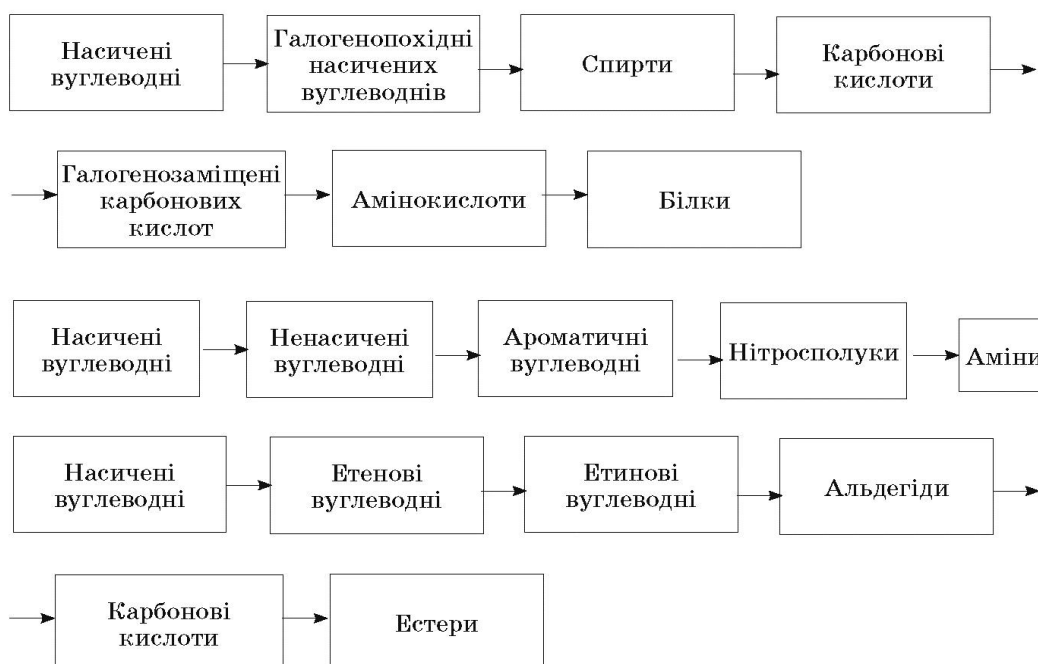 Насичені
вуглеводні
Галогенопохідні
насичених
вуглеводнів
Спирти
Карбонові
кислоти
Галогенозаміщені
карбонових
кислот
Амінокислоти
Білки
Насичені
вуглеводні
Ненасичені
вуглеводні
Ароматичні
вуглеводні
Нітросполуки
Аміни
Насичені
вуглеводні
Етенові
вуглеводні
Етинові
вуглеводні
Альдегіди
Карбонові
кислоти
Естери